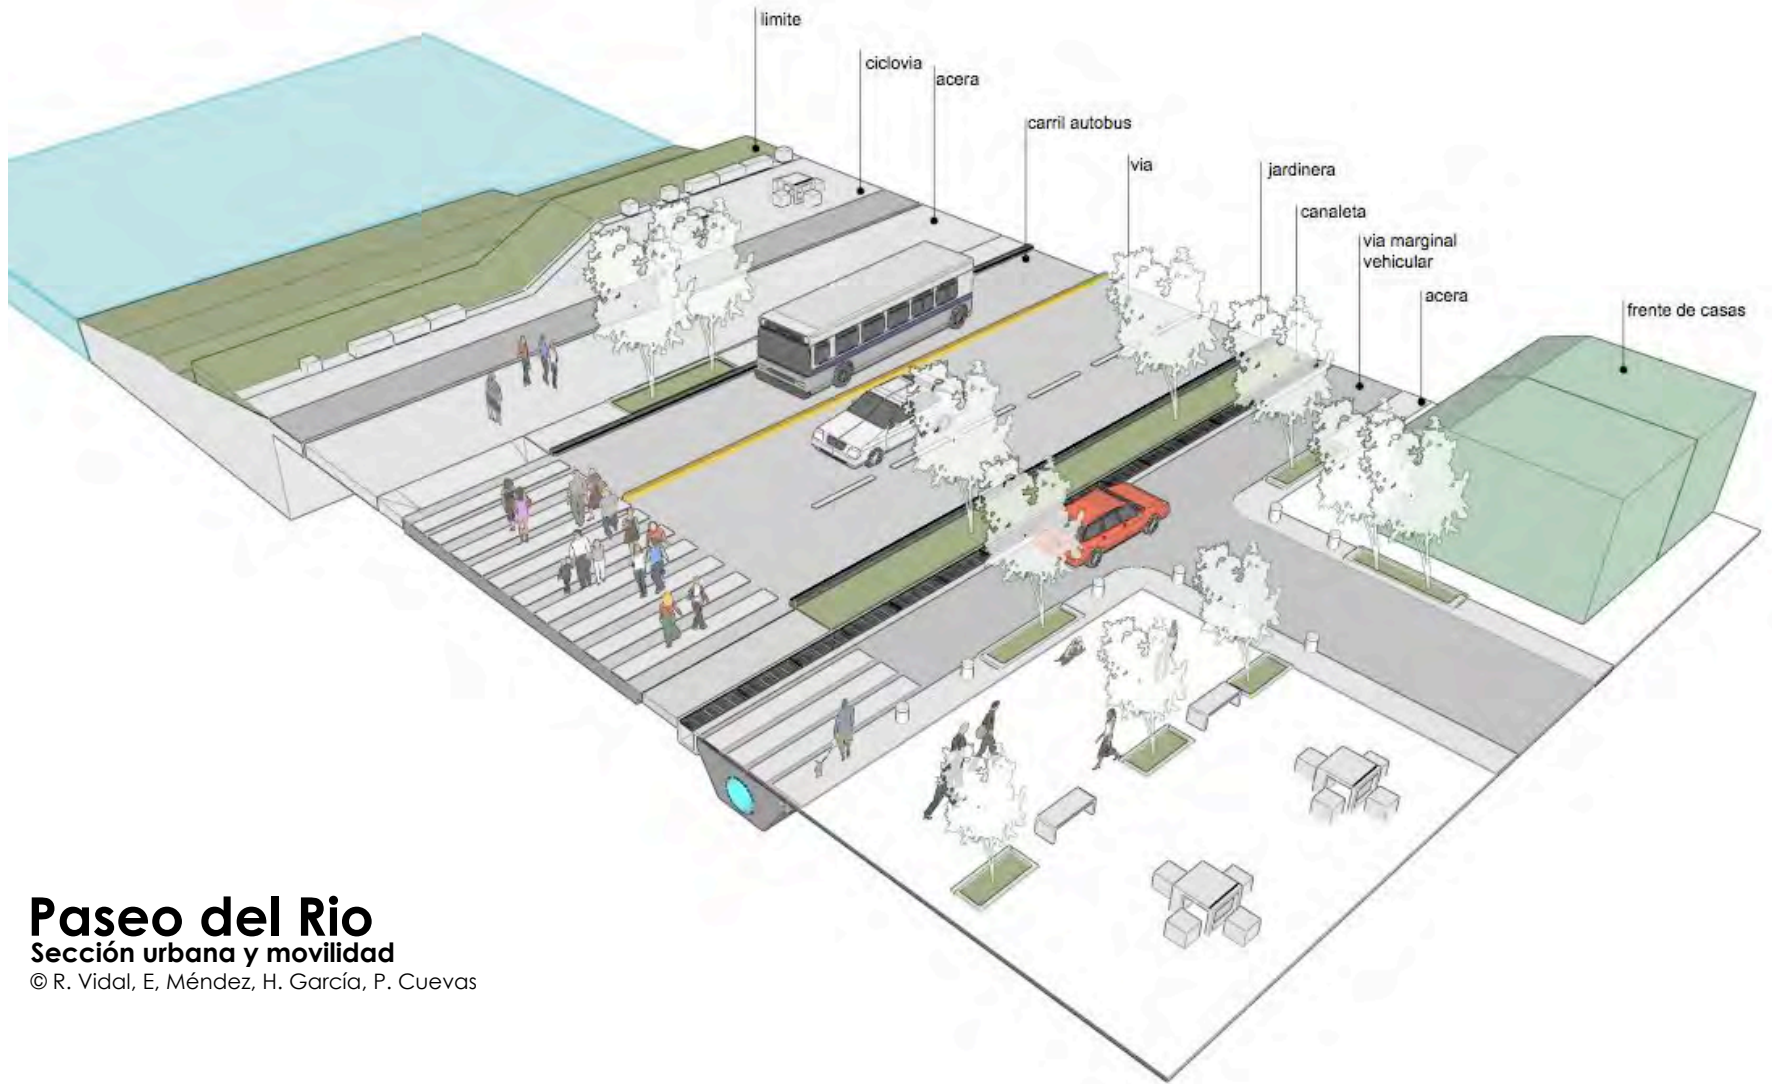 limite
ciclovia
acera
carril autobus
via
jardinera
canaleta
via marginal
vehicular
acera
frente de casas
Paseo del Rio
Sección urbana y movilidad
© R. Vidal, E, Méndez, H. García, P. Cuevas